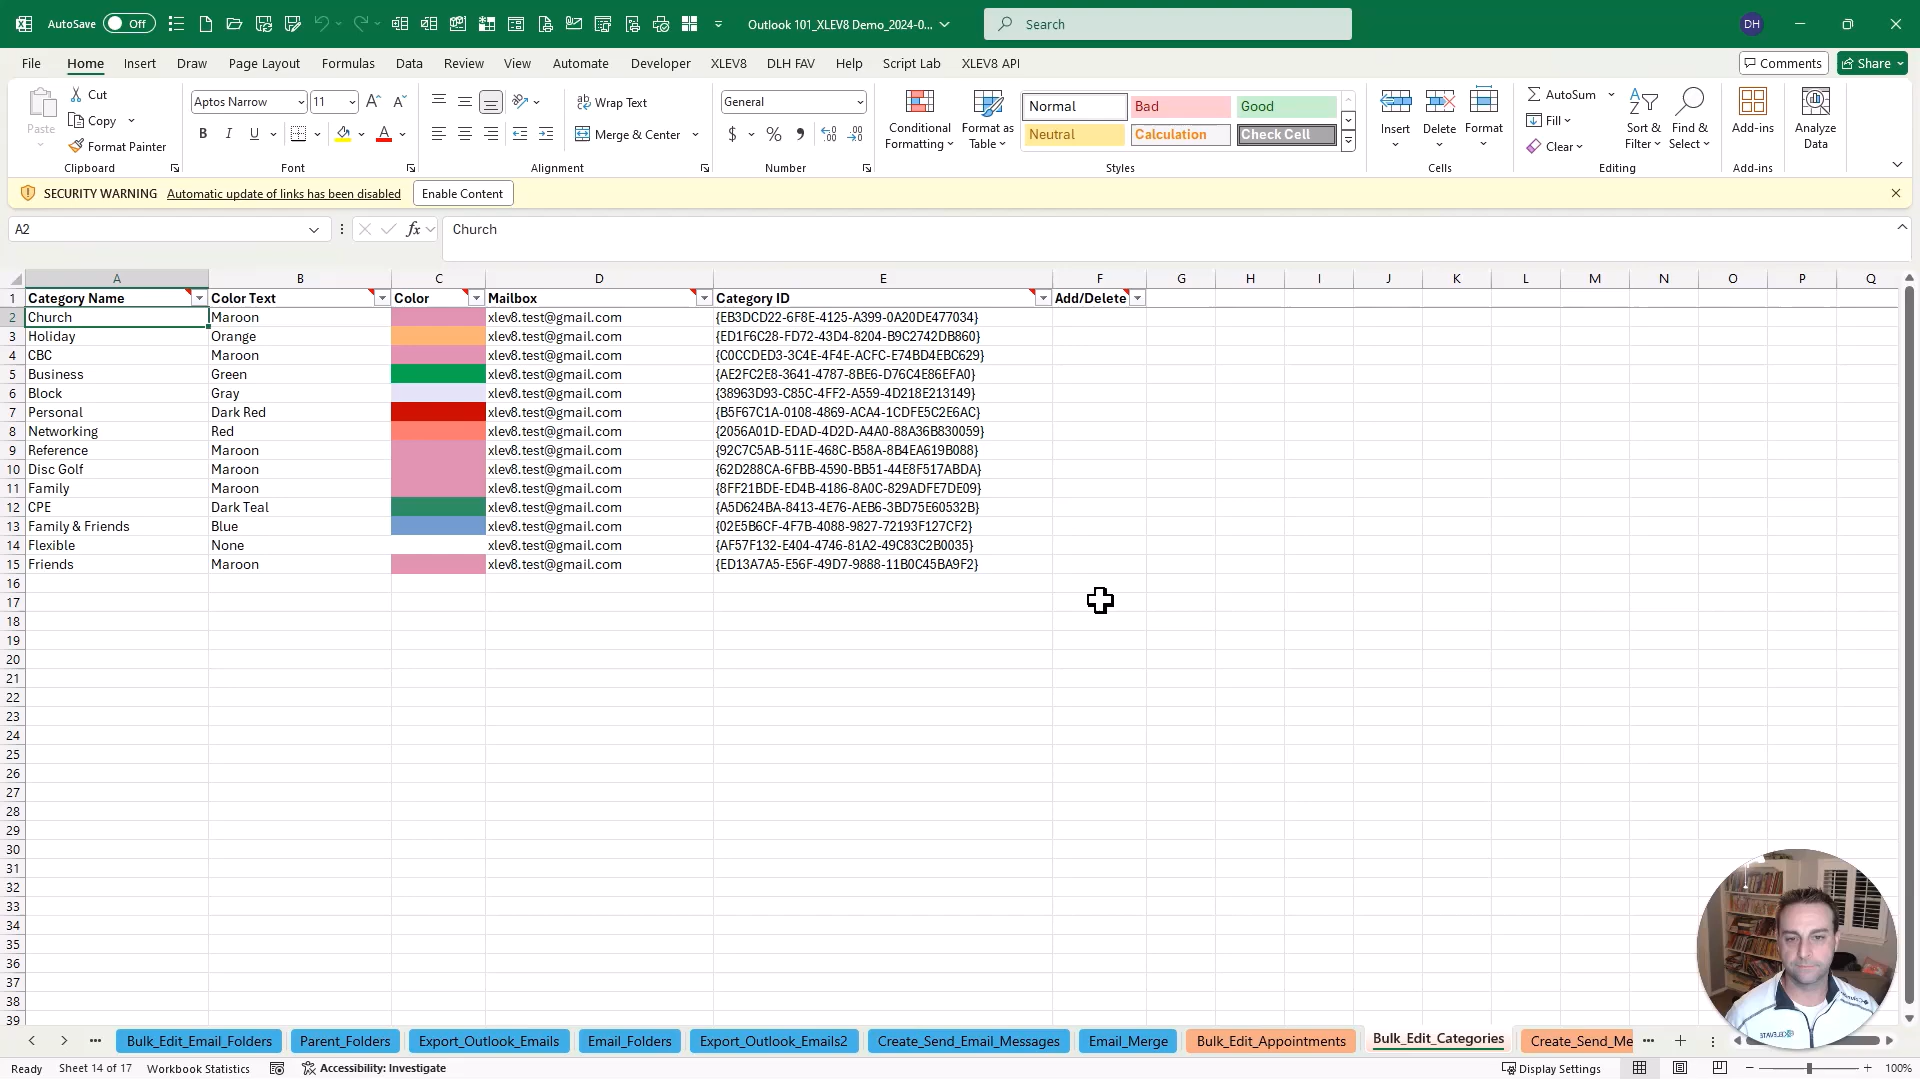 AutoSave Off Outlook 101_XLEV8 Demo_2024-0... Search DH
File Home Insert Draw Page Layout Formulas Data Review View Automate Developer XLEV8 DLH FAV Help Script Lab XLEV8 API Comments Share
Paste Cut Copy Format Painter Clipboard
Aptos Narrow 11 B I U A Font
Wrap Text Merge & Center Alignment
General $ % Number
Conditional Formatting Format as Table
Normal Bad Good
Neutral Calculation Check Cell
Styles
Insert Delete Format Cells
AutoSum Fill Clear Sort & Filter Find & Select Editing
Add-ins Add-ins
Analyze Data
SECURITY WARNING Automatic update of links has been disabled Enable Content
A2 fx Church
A B C D E F G H I J K L M N O P Q
1 Category Name Color Text Color Mailbox Category ID Add/Delete
2 Church Maroon xlev8.test@gmail.com {EB3DCD22-6F8E-4125-A399-0A20DE477034}
3 Holiday Orange xlev8.test@gmail.com {ED1F6C28-FD72-43D4-8204-B9C2742DB860}
4 CBC Maroon xlev8.test@gmail.com {C0CCDED3-3C4E-4F4E-ACFC-E74BD4EBC629}
5 Business Green xlev8.test@gmail.com {AE2FC2E8-3641-4787-8BE6-D76C4E86EFA0}
6 Block Gray xlev8.test@gmail.com {38963D93-C85C-4FF2-A559-4D218E213149}
7 Personal Dark Red xlev8.test@gmail.com {B5F67C1A-0108-4869-ACA4-1CDFE5C2E6AC}
8 Networking Red xlev8.test@gmail.com {2056A01D-EDAD-4D2D-A4A0-88A36B830059}
9 Reference Maroon xlev8.test@gmail.com {92C7C5AB-511E-468C-B58A-8B4EA619B088}
10 Disc Golf Maroon xlev8.test@gmail.com {62D288CA-6FBB-4590-BB51-44E8F517ABDA}
11 Family Maroon xlev8.test@gmail.com {8FF21BDE-ED4B-4186-8A0C-829ADFE7DE09}
12 CPE Dark Teal xlev8.test@gmail.com {A5D624BA-8413-4E76-AEB6-3BD75E60532B}
13 Family & Friends Blue xlev8.test@gmail.com {02E5B6CF-4F7B-4088-9827-72193F127CF2}
14 Flexible None xlev8.test@gmail.com {AF57F132-E404-4746-81A2-49C83C2B0035}
15 Friends Maroon xlev8.test@gmail.com {ED13A7A5-E56F-49D7-9888-11B0C45BA9F2}
16
17
18
19
20
21
22
23
24
25
26
27
28
29
30
31
32
33
34
35
36
37
38
39
Bulk_Edit_Email_Folders Parent_Folders Export_Outlook_Emails Email_Folders Export_Outlook_Emails2 Create_Send_Email_Messages Email_Merge Bulk_Edit_Appointments Bulk_Edit_Categories Create_Send_Me
Ready Sheet 14 of 17 Workbook Statistics Accessibility: Investigate Display Settings 100%